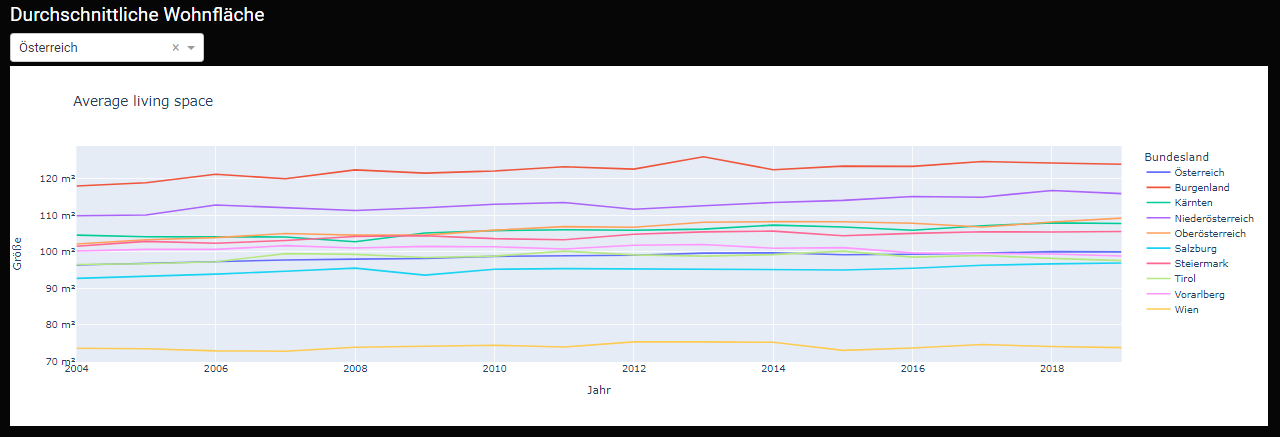 Durchschnittliche Wohnfläche
Österreich ×
Average living space
Größe
120 m²
110 m²
100 m²
90 m²
80 m²
70 m²
2004 2006 2008 2010 2012 2014 2016 2018
Jahr
Bundesland
Österreich
Burgenland
Kärnten
Niederösterreich
Oberösterreich
Salzburg
Steiermark
Tirol
Vorarlberg
Wien